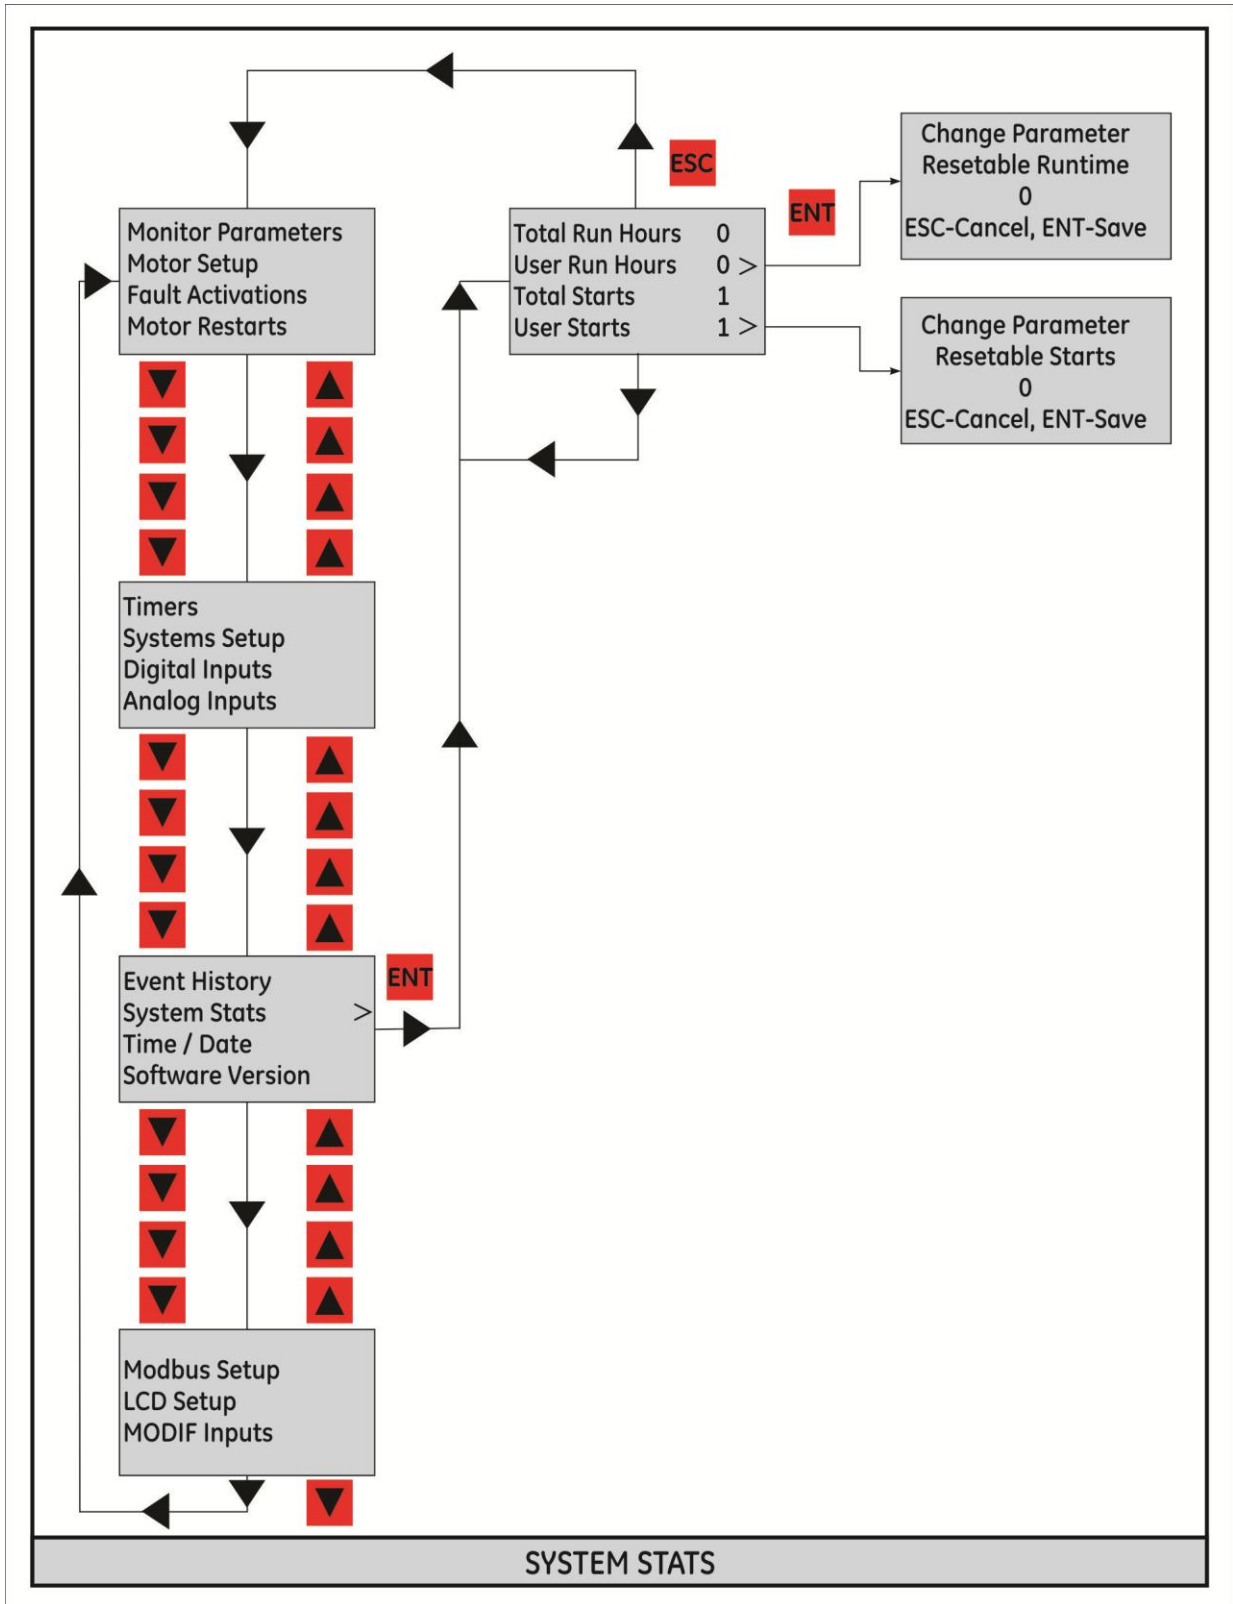 ESC
ENT
Change Parameter
Resetable Runtime
0
ESC-Cancel, ENT-Save
Monitor Parameters
Motor Setup
Fault Activations
Motor Restarts
Total Run Hours 0
User Run Hours 0 >
Total Starts 1
User Starts 1 >
Change Parameter
Resetable Starts
0
ESC-Cancel, ENT-Save
Timers
Systems Setup
Digital Inputs
Analog Inputs
Event History
System Stats >
Time / Date
Software Version
ENT
Modbus Setup
LCD Setup
MODIF Inputs
SYSTEM STATS